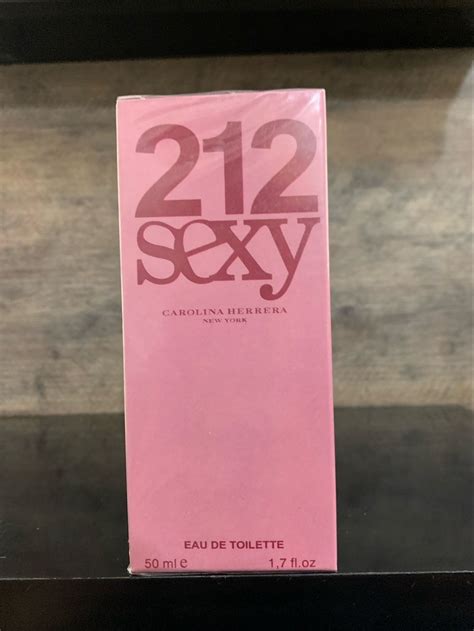 212
sexy
CAROLINA HERRERA
NEW YORK
EAU DE TOILETTE
50 ml e 1,7 fl.oz